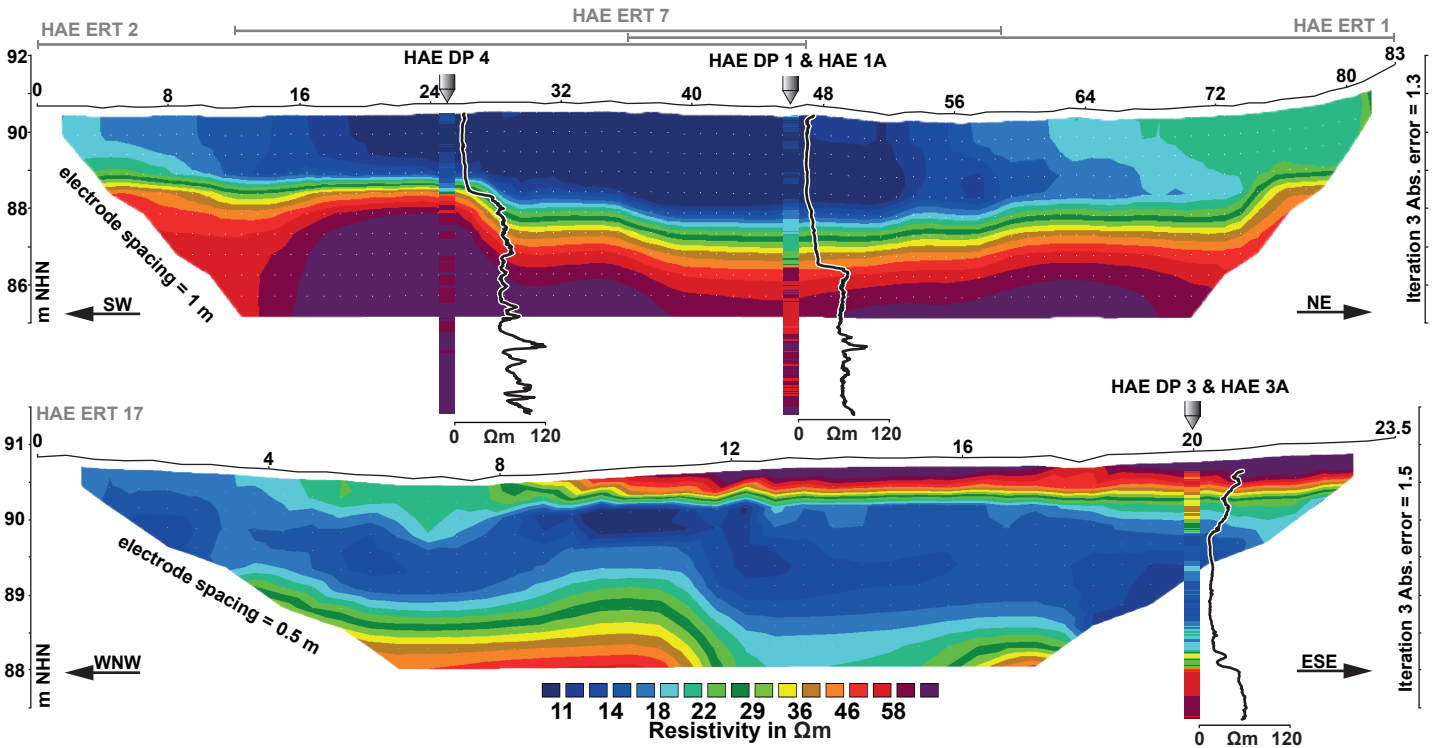 HAE ERT 7
HAE ERT 2
HAE ERT 1
HAE DP 4
HAE DP 1 & HAE 1A
83
92
0
8
16
24
32
40
48
56
64
72
80
90
88
86
m NHN
electrode spacing = 1 m
SW
NE
Iteration 3 Abs. error = 1.3
0 Ωm 120
0 Ωm 120
HAE DP 3 & HAE 3A
HAE ERT 17
91
0
4
8
12
16
20
23.5
90
89
88
m NHN
electrode spacing = 0.5 m
WNW
ESE
Iteration 3 Abs. error = 1.5
0 Ωm 120
11 14 18 22 29 36 46 58
Resistivity in Ωm